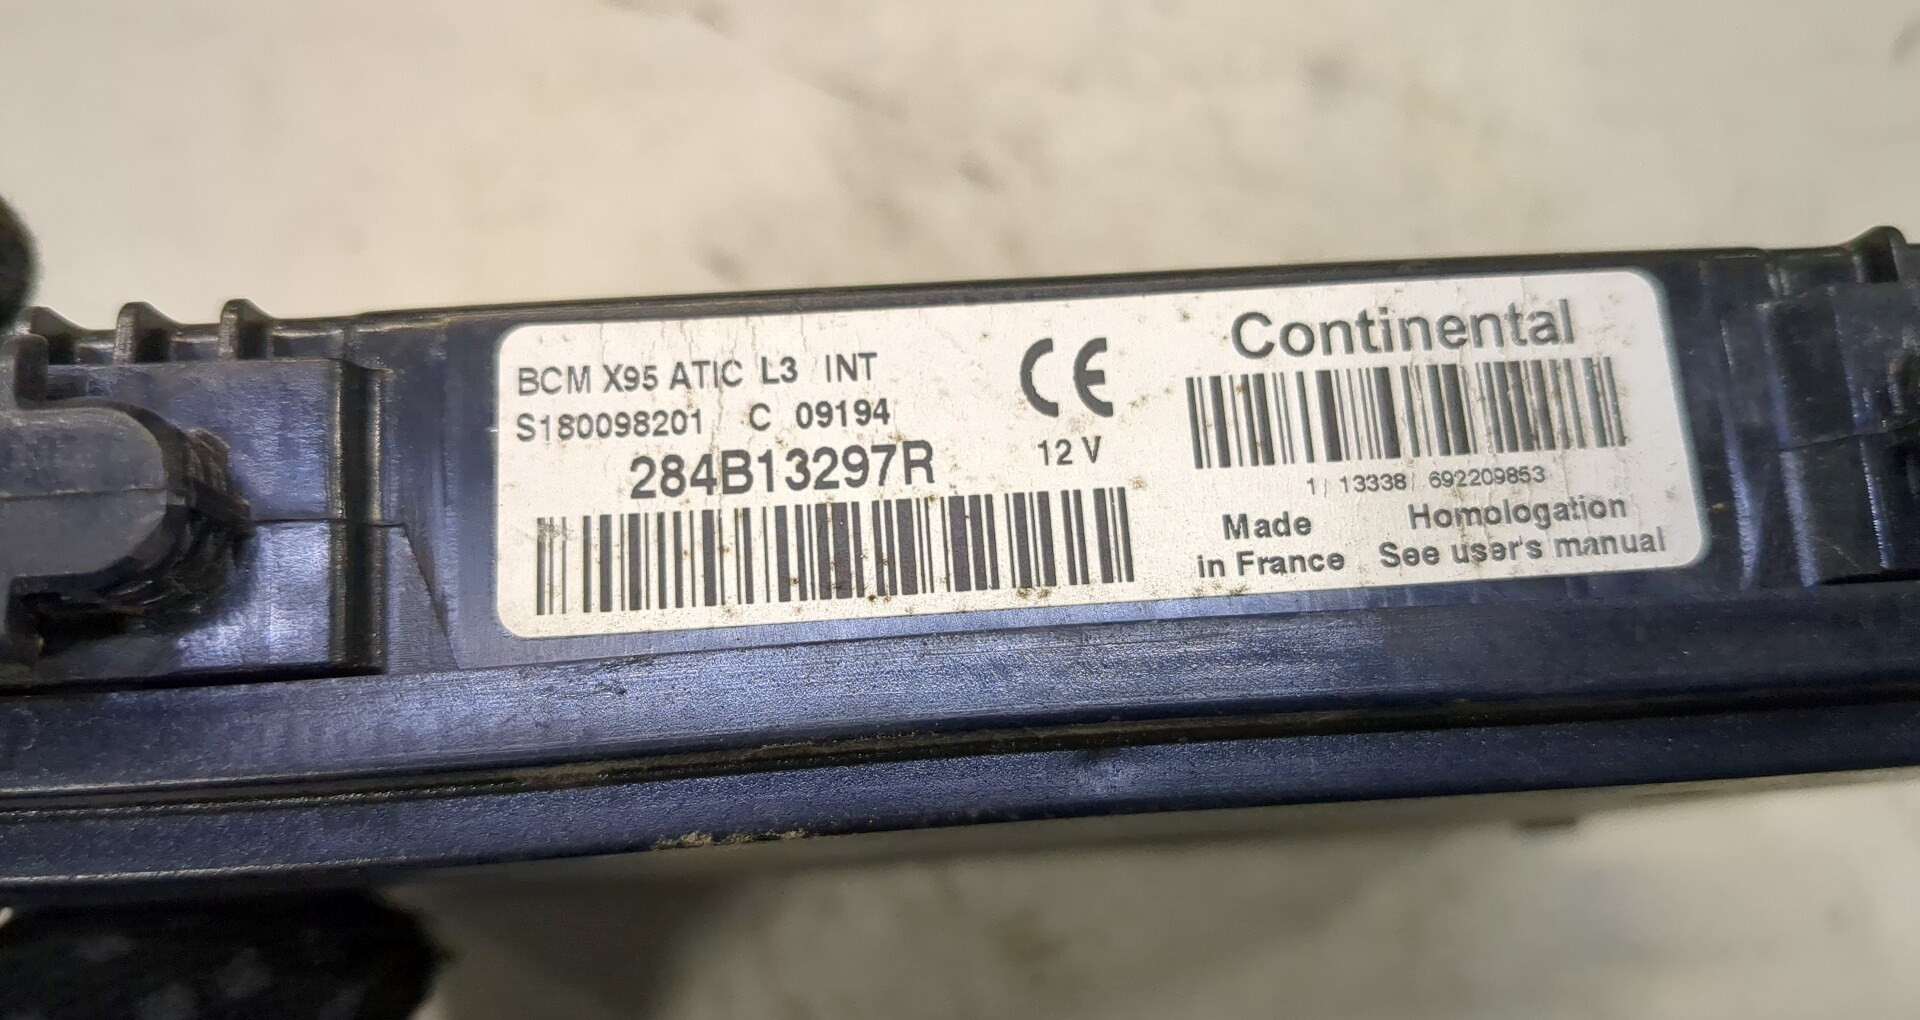 BCM X95 ATIC L3 INT
S180098201 C 09194
284B13297R
CE
12 V
Continental
1 13338 692209853
Made
in France
Homologation
See user's manual